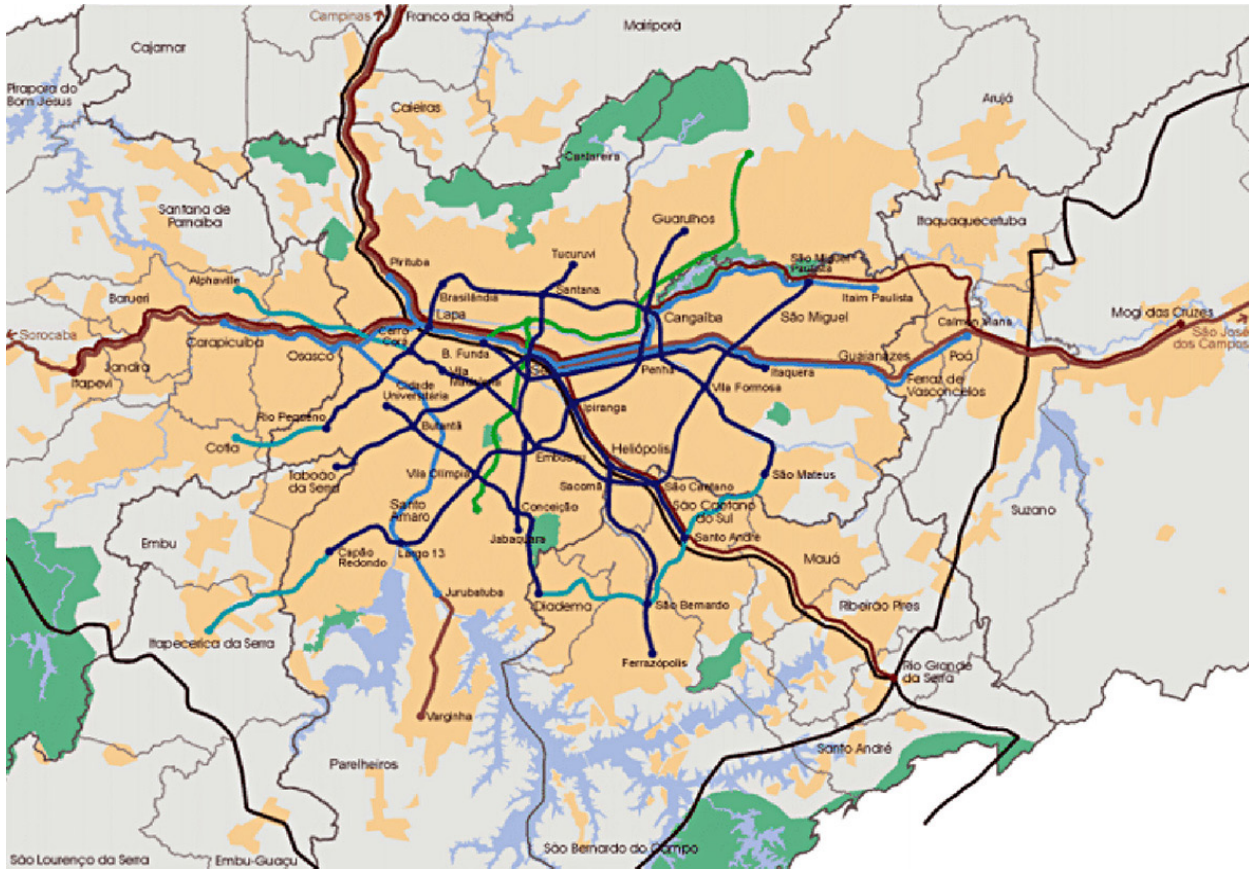 Campinas
Franco da Rocha
Mairiporã
Cajamar
Pirapora do
Bom Jesus
Caieiras
Arujá
Cantareira
Santana de
Parnaíba
Guarulhos
Itaquaquecetuba
Tucuruvi
São Miguel
Paulista
Pirituba
Alphaville
Brasilândia
Santana
Itaim Paulista
Barueri
Lapa
Cangaíba
São Miguel
Calmon Viana
Mogi das Cruzes
Sorocaba
Carapicuíba
Cerro
Corá
São José
dos Campos
Osasco
B. Funda
Guaianazes
Poá
Jandira
Vila
Penha
Itaquera
Itapevi
Cidade
Universitária
Vila Formosa
Ferraz de
Vasconcelos
Rio Pequeno
Ipiranga
Butantã
Cotia
Heliópolis
Taboão
da Serra
Vila Olímpia
São Mateus
Sacomã
São Caetano
Santo
Amaro
Conceição
São Caetano
do Sul
Suzano
Embu
Jabaquara
Santo André
Capão
Redondo
Largo 13
Mauá
Jurubatuba
Diadema
São Bernardo
Ribeirão Pires
Itapecerica da Serra
Ferrazópolis
Rio Grande
da Serra
Varginha
Santo André
Parelheiros
São Lourenço da Serra
Embu-Guaçu
São Bernardo do Campo